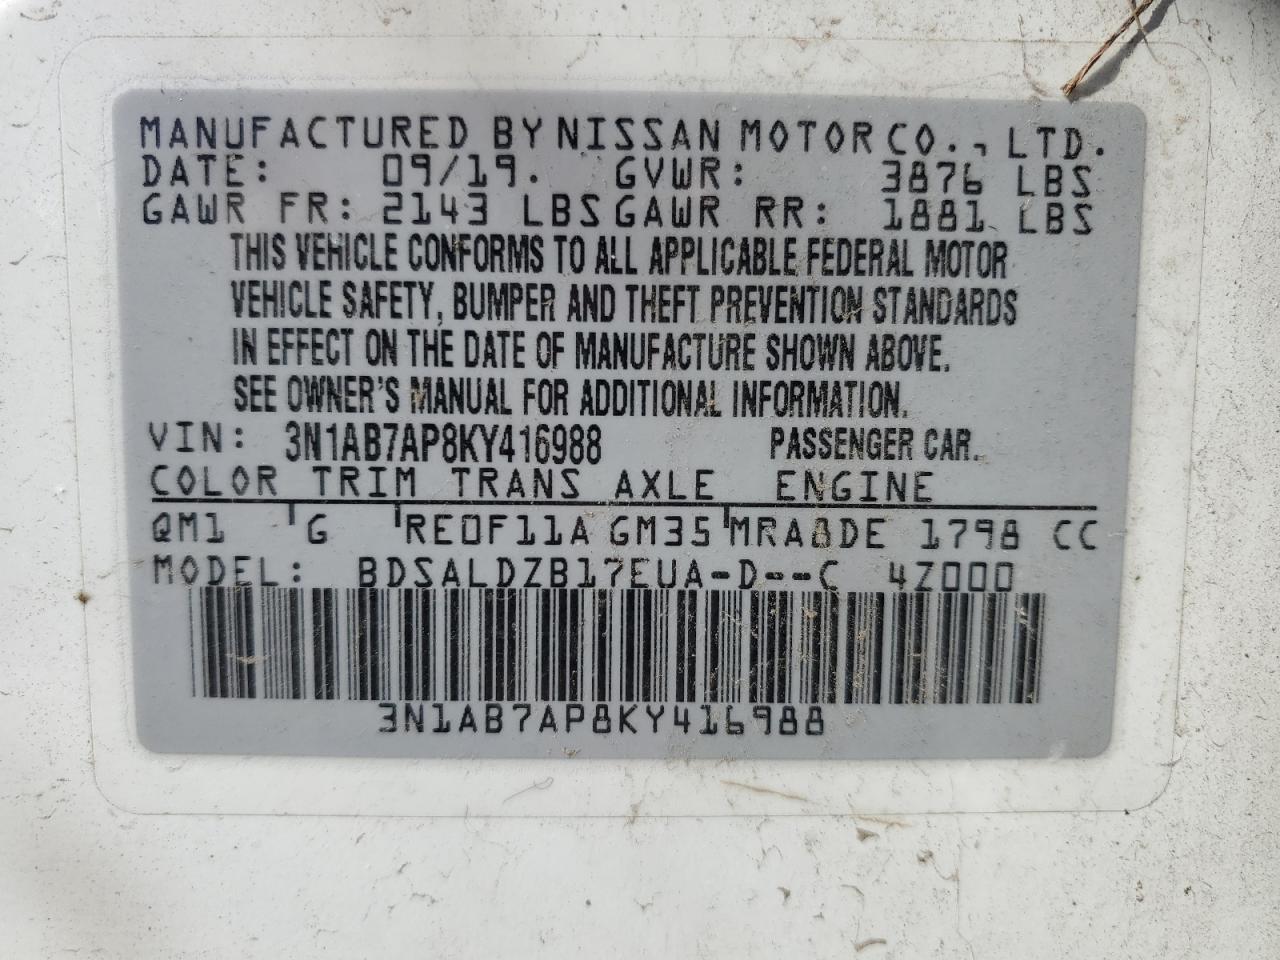 MANUFACTURED BY NISSAN MOTOR CO., LTD.
DATE: 09/19. GVWR: 3876 LBS
GAWR FR: 2143 LBS GAWR RR: 1881 LBS
THIS VEHICLE CONFORMS TO ALL APPLICABLE FEDERAL MOTOR
VEHICLE SAFETY, BUMPER AND THEFT PREVENTION STANDARDS
IN EFFECT ON THE DATE OF MANUFACTURE SHOWN ABOVE.
SEE OWNER'S MANUAL FOR ADDITIONAL INFORMATION.
VIN: 3N1AB7AP8KY416988 PASSENGER CAR.
COLOR TRIM TRANS AXLE ENGINE
QM1 G RE0F11A GM35 MRA8DE 1798 CC
MODEL: BDSALDZB17EUA-D--C 4Z000
3N1AB7AP8KY416988